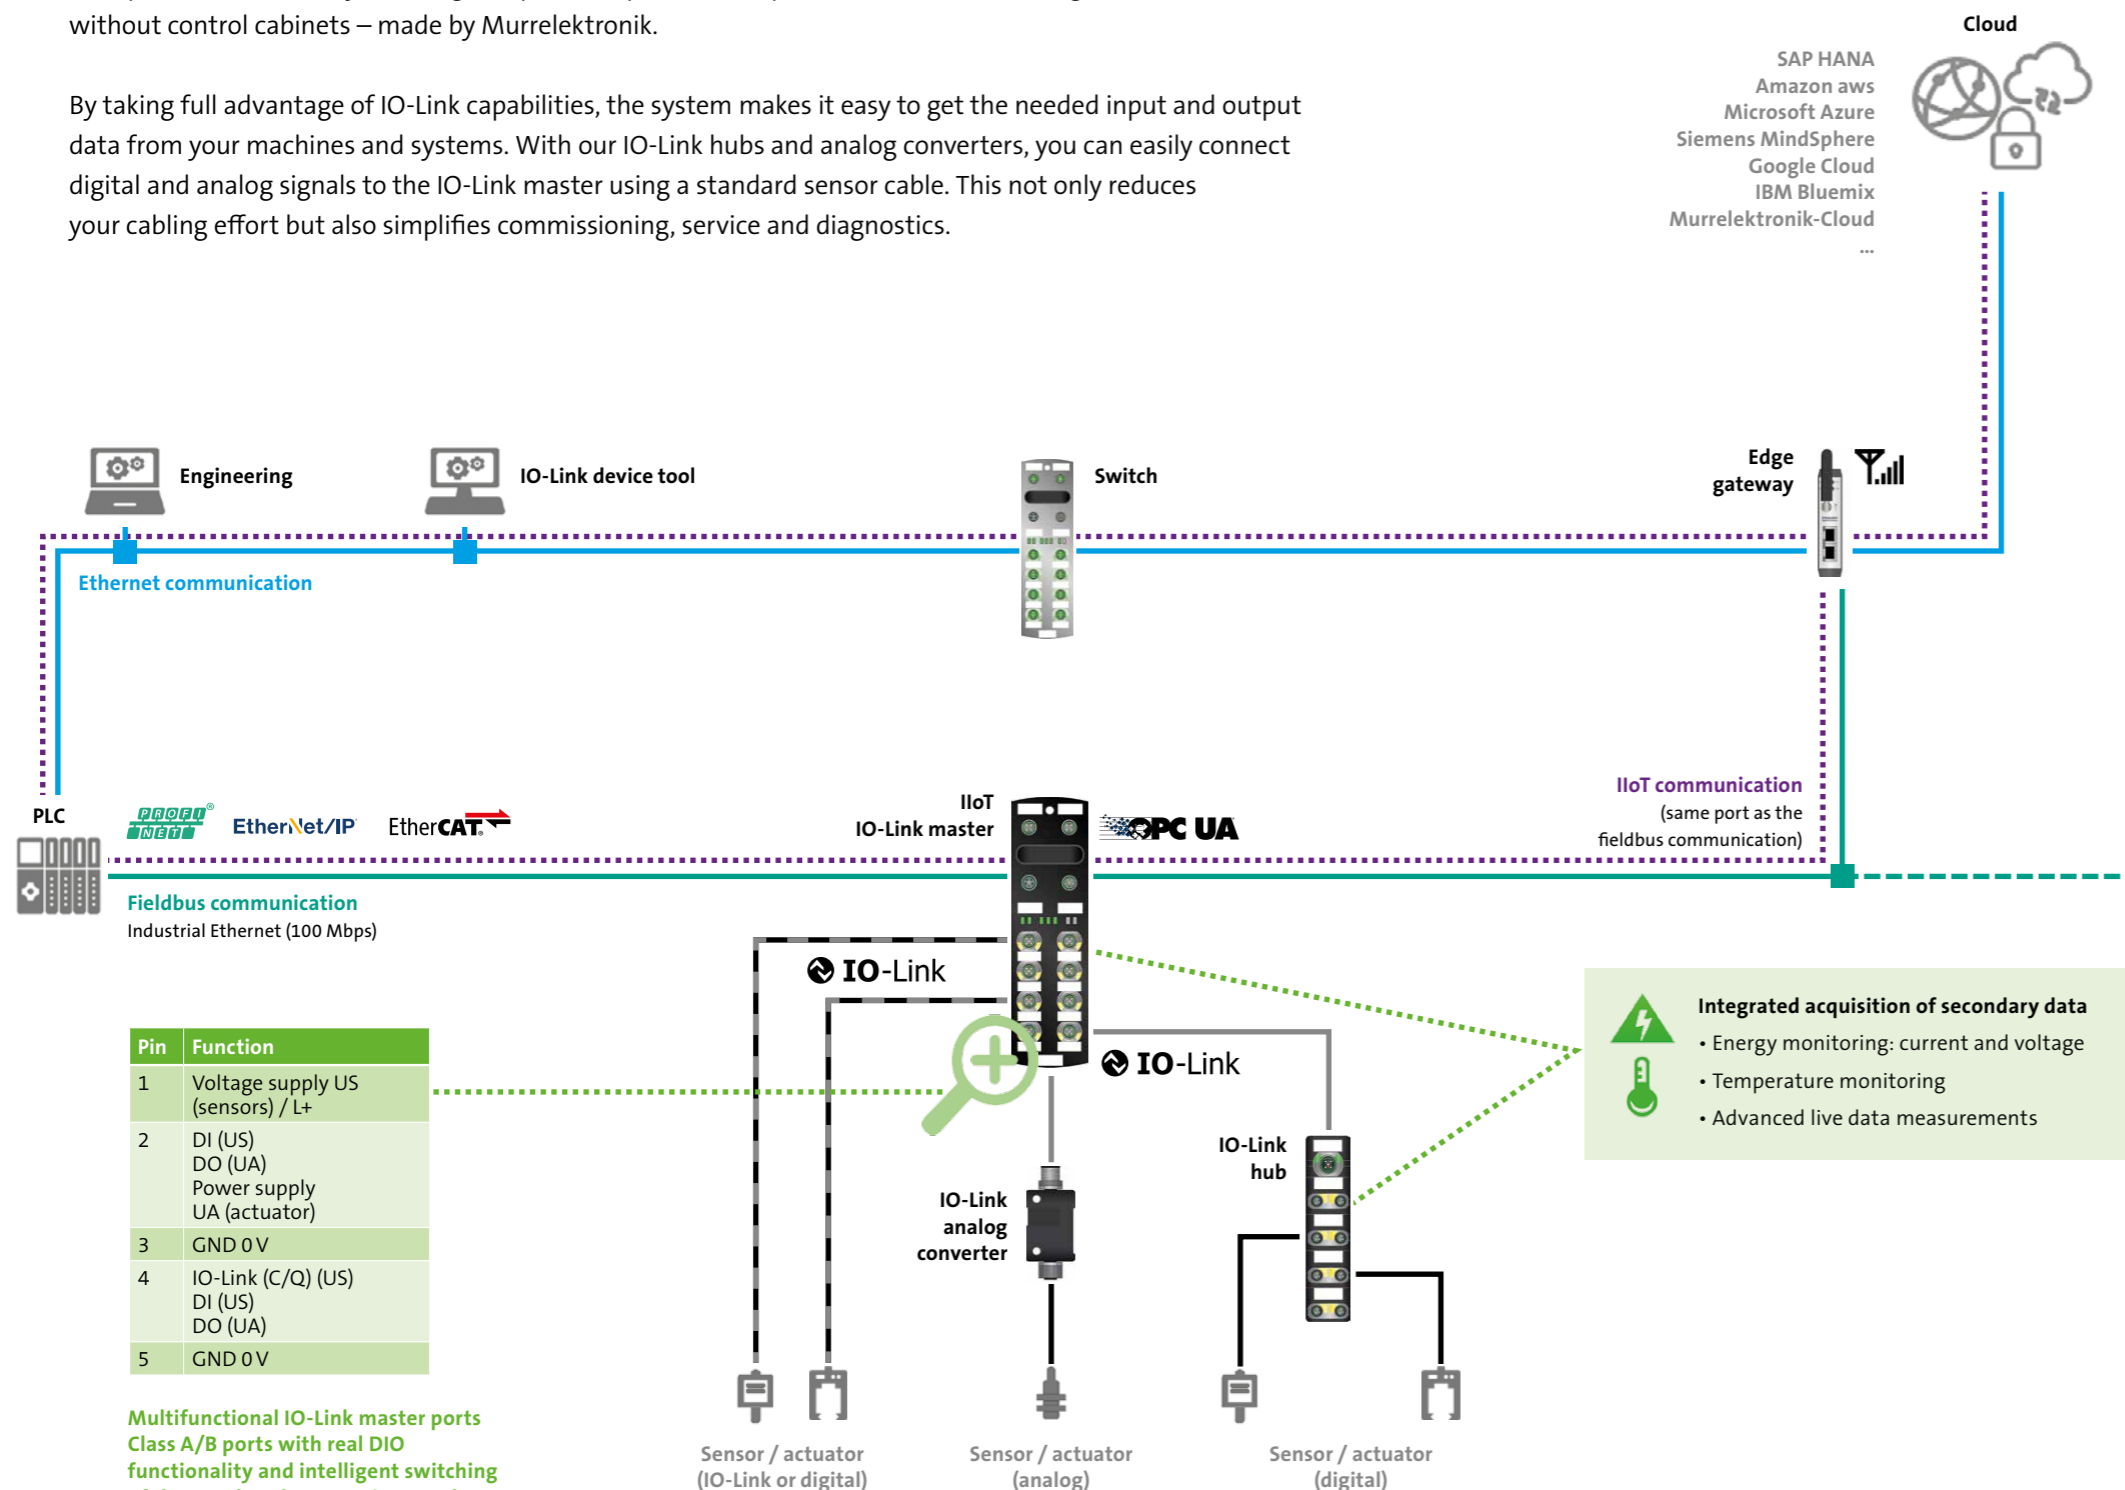 without control cabinets – made by Murrelektronik.
By taking full advantage of IO-Link capabilities, the system makes it easy to get the needed input and output
data from your machines and systems. With our IO-Link hubs and analog converters, you can easily connect
digital and analog signals to the IO-Link master using a standard sensor cable. This not only reduces
your cabling effort but also simplifies commissioning, service and diagnostics.
Cloud
SAP HANA
Amazon aws
Microsoft Azure
Siemens MindSphere
Google Cloud
IBM Bluemix
Murrelektronik-Cloud
...
Engineering
IO-Link device tool
Switch
Edge
gateway
Ethernet communication
PLC
PROFI
NET®
EtherNet/IP
EtherCAT®
IIoT
IO-Link master
OPC UA
IIoT communication
(same port as the
fieldbus communication)
Fieldbus communication
Industrial Ethernet (100 Mbps)
IO-Link
IO-Link
Pin Function
1 Voltage supply US
(sensors) / L+
2 DI (US)
DO (UA)
Power supply
UA (actuator)
3 GND 0 V
4 IO-Link (C/Q) (US)
DI (US)
DO (UA)
5 GND 0 V
Integrated acquisition of secondary data
• Energy monitoring: current and voltage
• Temperature monitoring
• Advanced live data measurements
IO-Link
hub
IO-Link
analog
converter
Multifunctional IO-Link master ports
Class A/B ports with real DIO
functionality and intelligent switching
Sensor / actuator
(IO-Link or digital)
Sensor / actuator
(analog)
Sensor / actuator
(digital)